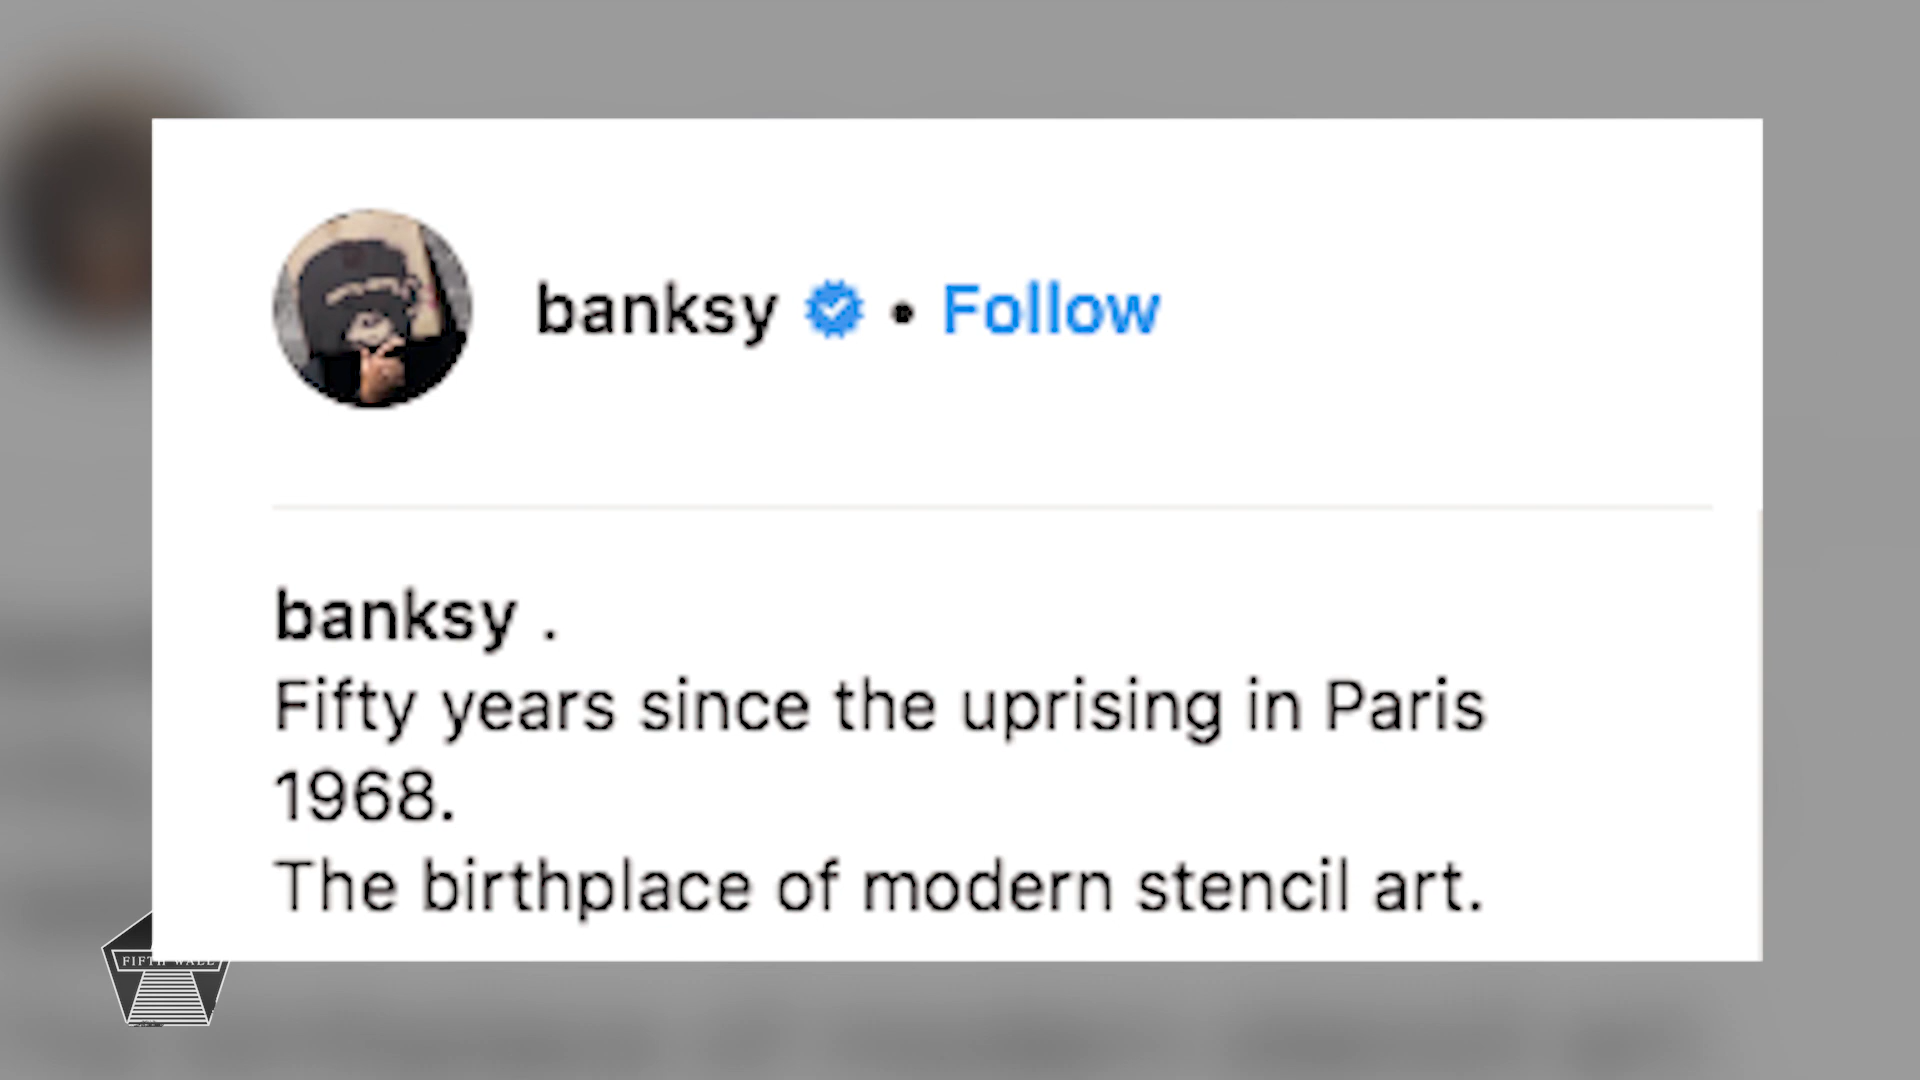 banksy • Follow
banksy .
Fifty years since the uprising in Paris
1968.
The birthplace of modern stencil art.
FIFTH WALL